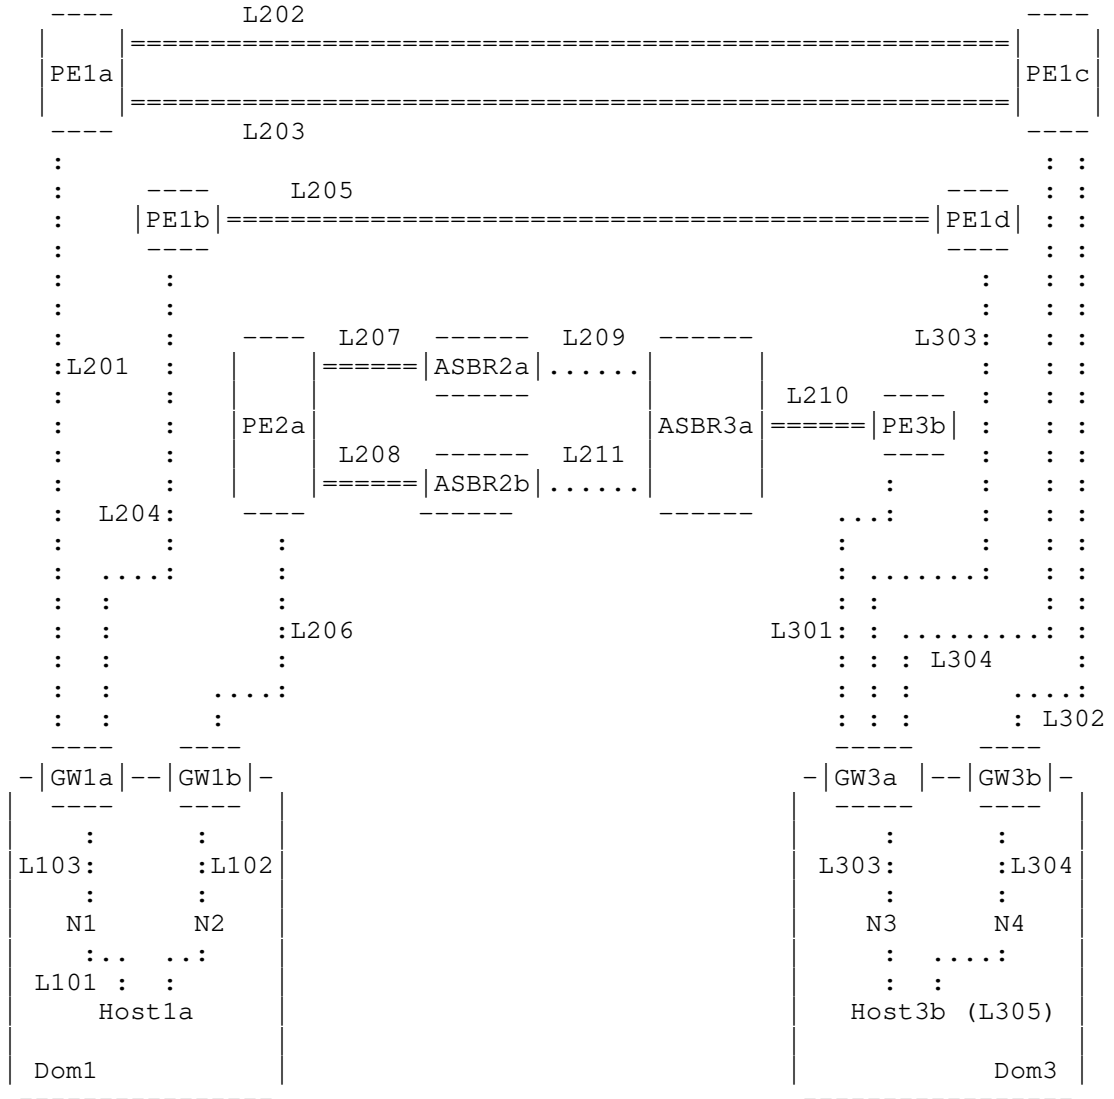 L202
PE1a PE1c
L203
L205
PE1b PE1d
L207 L209 L303
L201 ASBR2a
L210
PE2a ASBR3a PE3b
L208 L211
ASBR2b
L204
L206 L301
L304
L302
GW1a GW1b GW3a GW3b
L103 L102 L303 L304
N1 N2 N3 N4
L101
Host1a Host3b (L305)
Dom1 Dom3